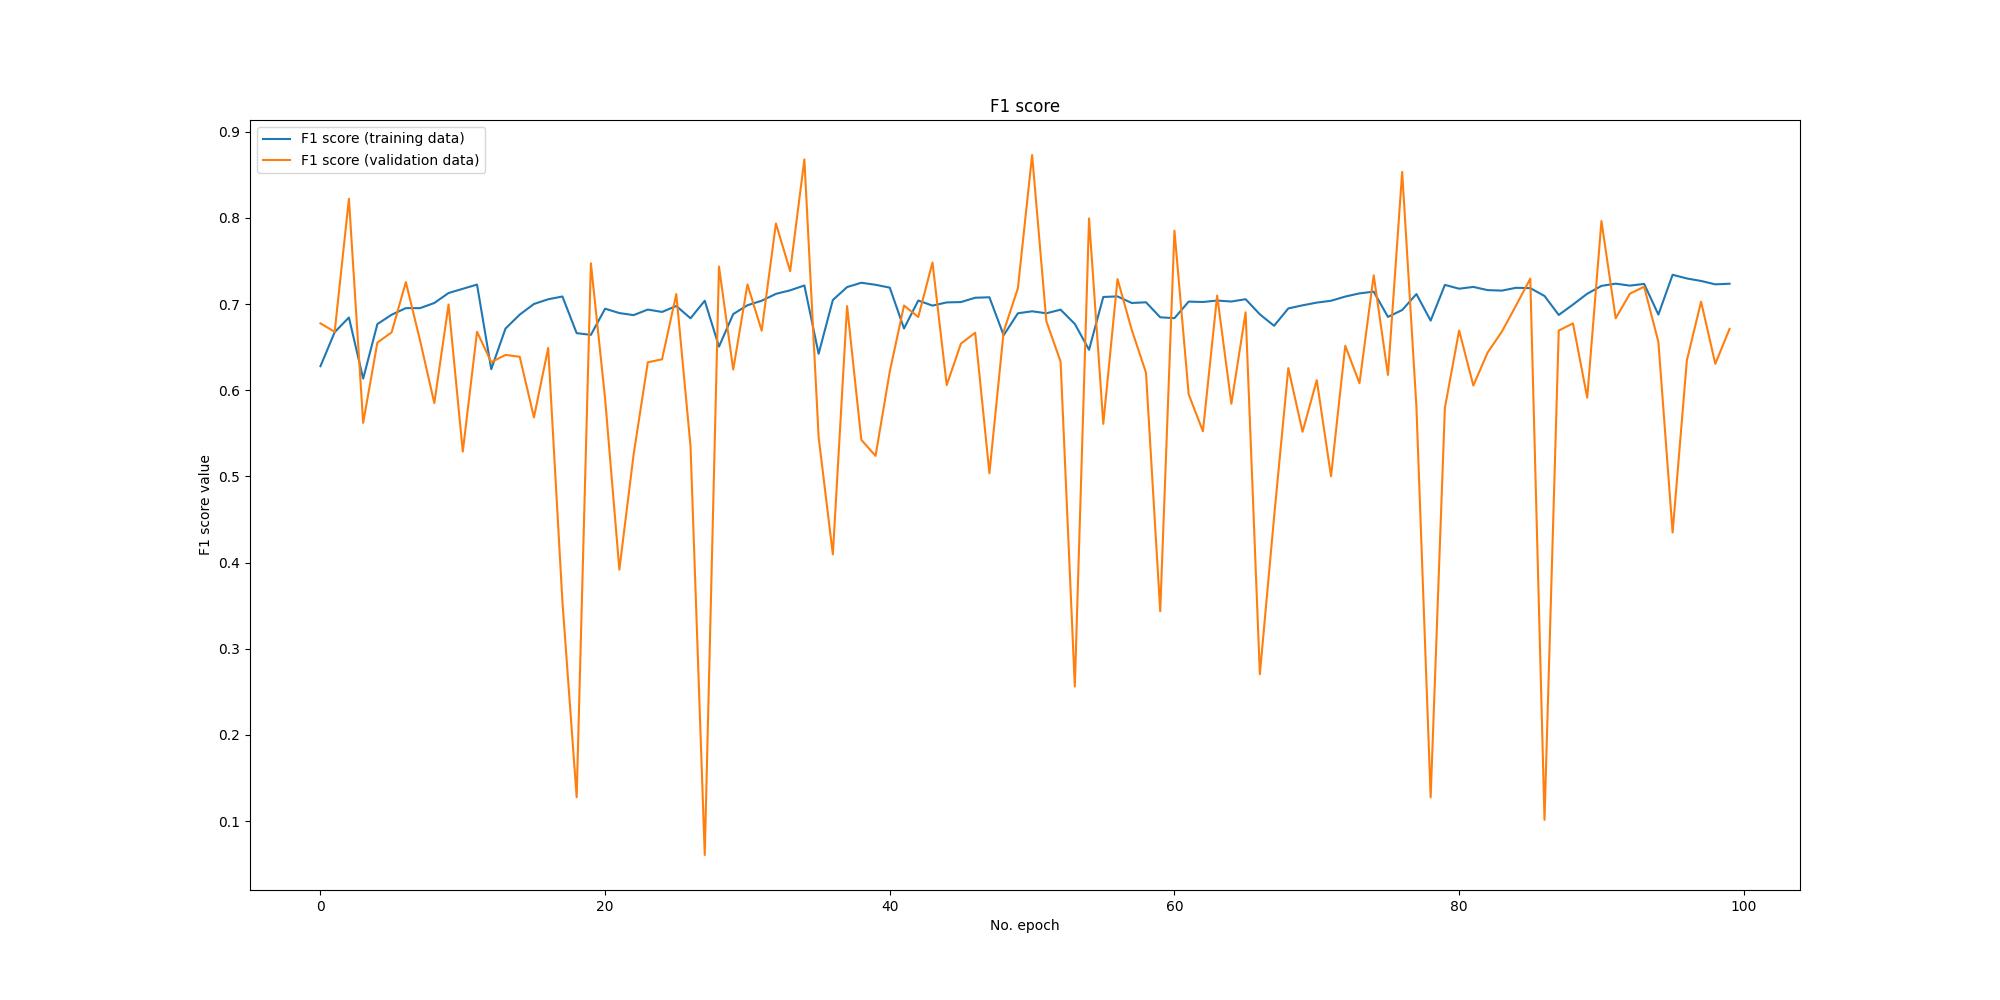 F1 score
F1 score (training data)
F1 score (validation data)
F1 score value
0.9
0.8
0.7
0.6
0.5
0.4
0.3
0.2
0.1
0 20 40 60 80 100
No. epoch